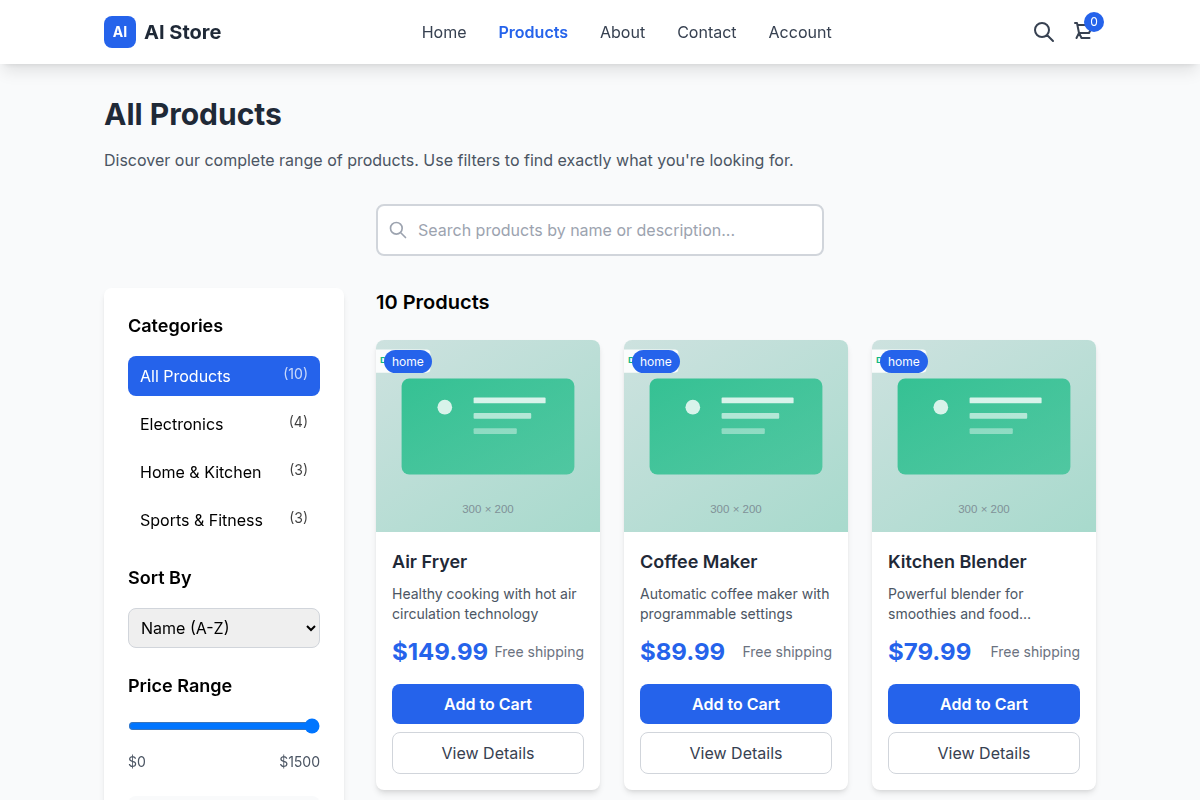 AI AI Store
Home Products About Contact Account
0
All Products
Discover our complete range of products. Use filters to find exactly what you're looking for.
Search products by name or description...
Categories
All Products (10)
Electronics (4)
Home & Kitchen (3)
Sports & Fitness (3)
Sort By
Name (A-Z)
Price Range
$0 $1500
10 Products
home
300 × 200
Air Fryer
Healthy cooking with hot air
circulation technology
$149.99 Free shipping
Add to Cart
View Details
home
300 × 200
Coffee Maker
Automatic coffee maker with
programmable settings
$89.99 Free shipping
Add to Cart
View Details
home
300 × 200
Kitchen Blender
Powerful blender for
smoothies and food...
$79.99 Free shipping
Add to Cart
View Details